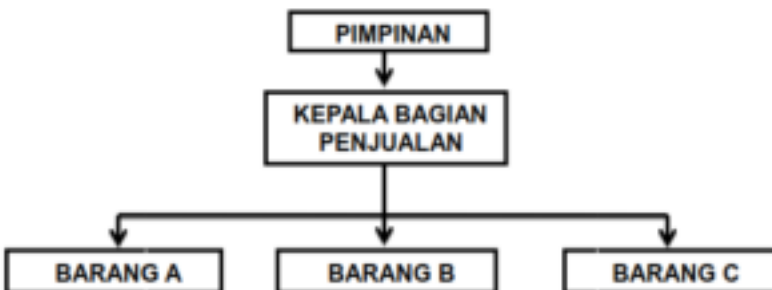 PIMPINAN
KEPALA BAGIAN
PENJUALAN
BARANG A
BARANG B
BARANG C